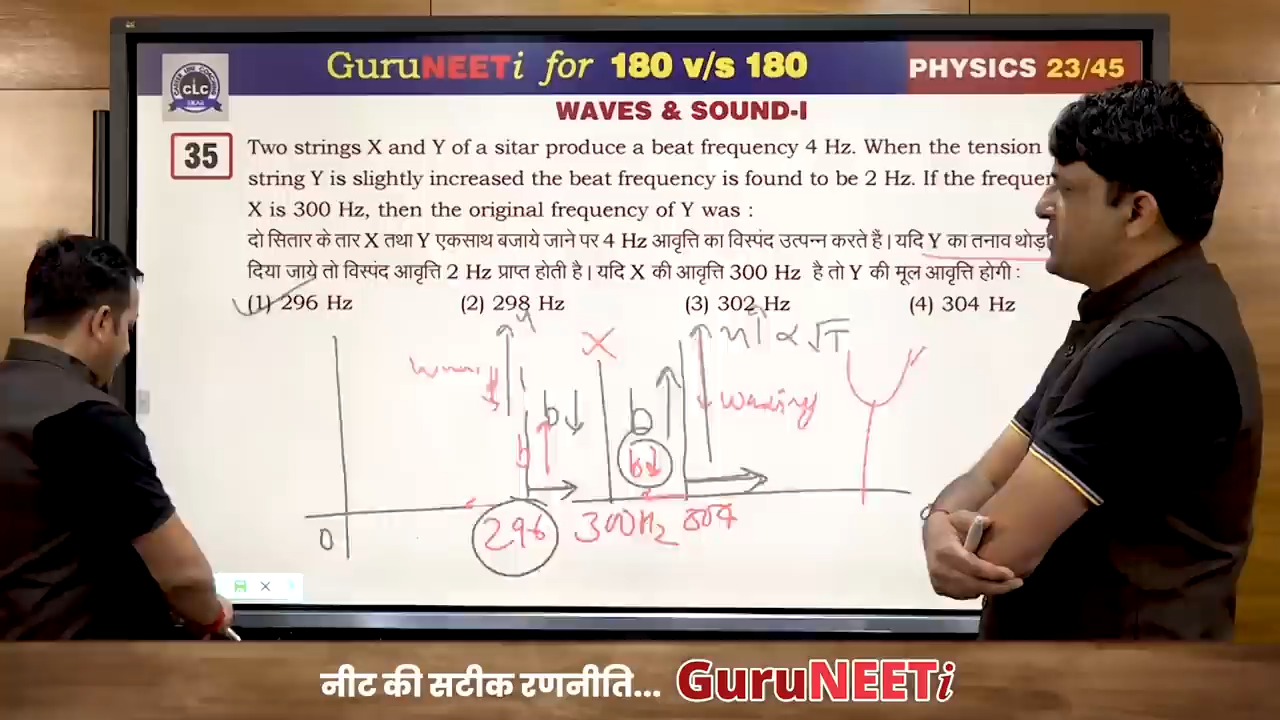 GuruNEETi for 180 v/s 180
PHYSICS 23/45
CLC
WAVES & SOUND-I
35
Two strings X and Y of a sitar produce a beat frequency 4 Hz. When the tension
string Y is slightly increased the beat frequency is found to be 2 Hz. If the
X is 300 Hz, then the original frequency of Y was :
दो सितार के तार X तथा Y एकसाथ बजाये जाने पर 4 Hz आवृत्ति का विस्पंद उत्पन्न करते हैं। यदि Y का तनाव
दिया जाये तो विस्पंद आवृत्ति 2 Hz प्राप्त होती है। यदि X की आवृत्ति 300 Hz है तो Y की मूल आवृत्ति होगी :
(1) 296 Hz (2) 298 Hz (3) 302 Hz (4) 304 Hz
X
n↑ ∝ √T
waxing
b↓
b
b↓
b
0
296
300Hz
304
नीट की सटीक रणनीति... GuruNEETi